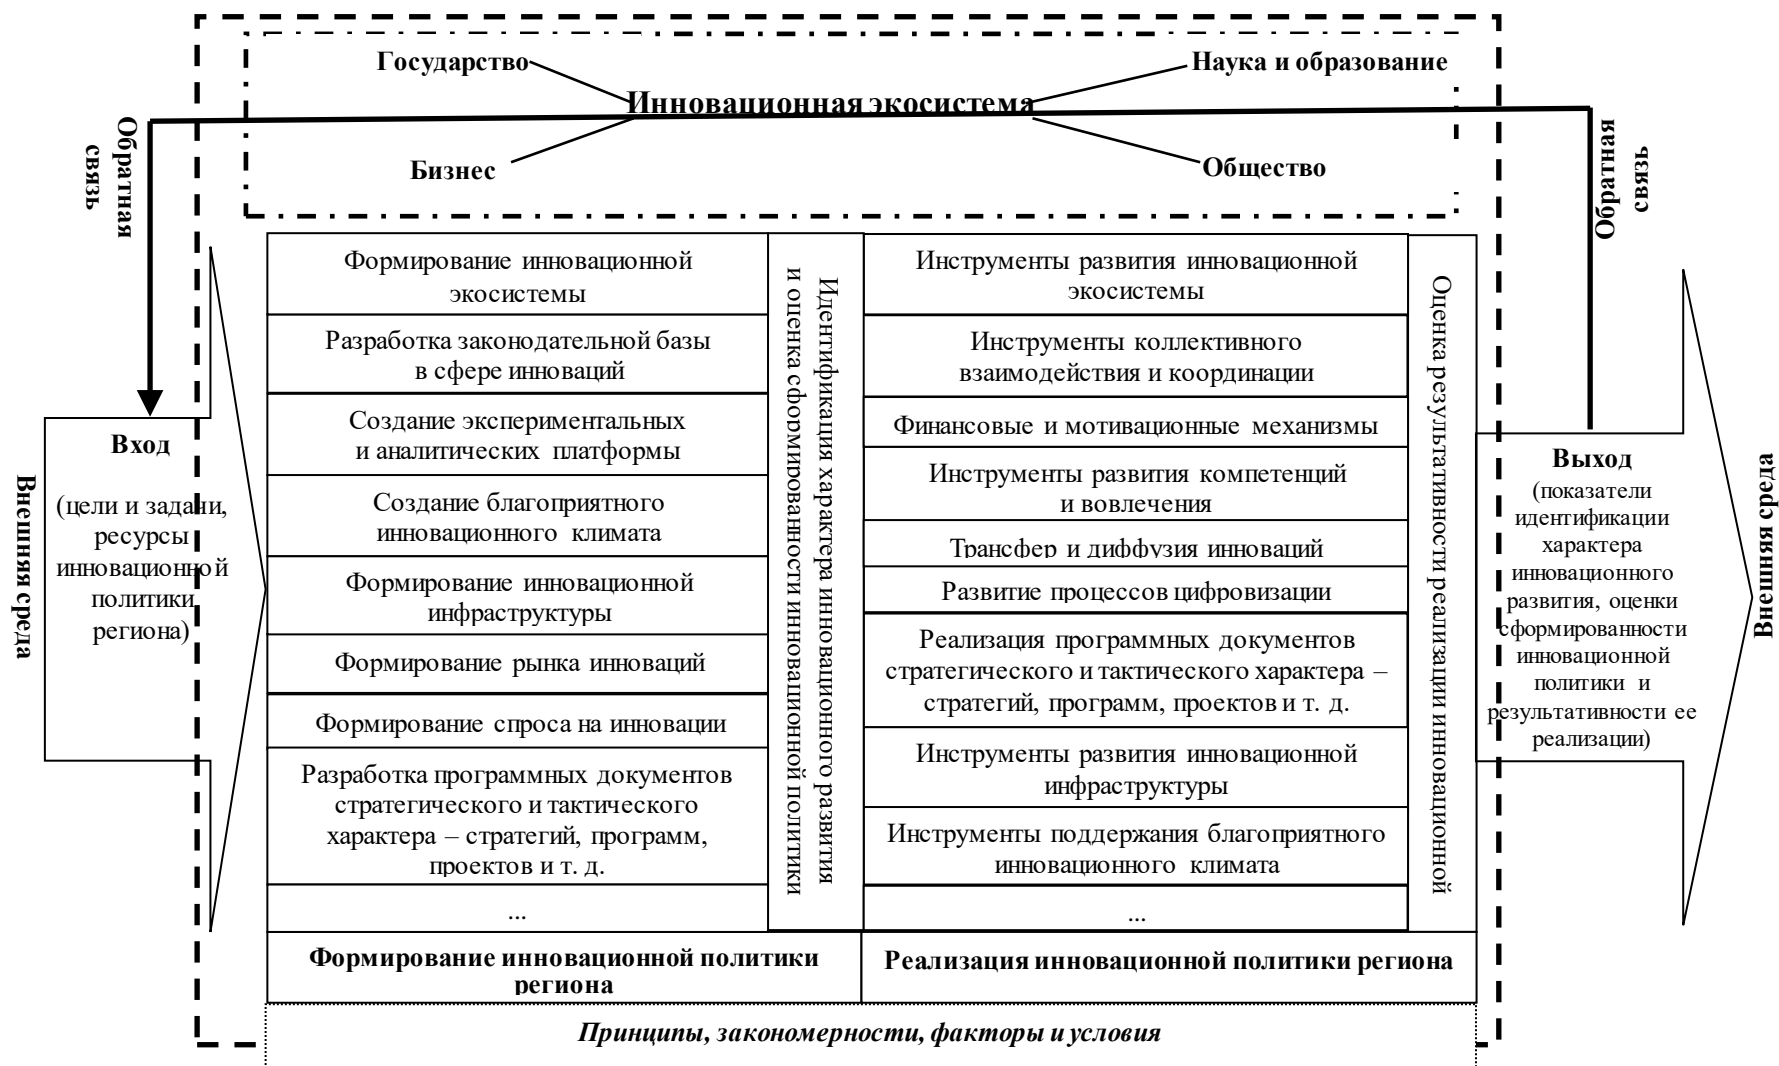 Государство
Наука и образование
Инновационная экосистема
Бизнес
Общество
Обратная
связь
Обратная
связь
Внешняя среда
Вход
(цели и задачи,
ресурсы
инновационной
политики
региона)
Формирование инновационной
экосистемы
Разработка законодательной базы
в сфере инноваций
Создание экспериментальных
и аналитических платформы
Создание благоприятного
инновационного климата
Формирование инновационной
инфраструктуры
Формирование рынка инноваций
Формирование спроса на инновации
Разработка программных документов
стратегического и тактического
характера – стратегий, программ,
проектов и т. д.
...
Идентификация характера инновационного развития
и оценка сформированности инновационной политики
Инструменты развития инновационной
экосистемы
Инструменты коллективного
взаимодействия и координации
Финансовые и мотивационные механизмы
Инструменты развития компетенций
и вовлечения
Трансфер и диффузия инноваций
Развитие процессов цифровизации
Реализация программных документов
стратегического и тактического характера –
стратегий, программ, проектов и т. д.
Инструменты развития инновационной
инфраструктуры
Инструменты поддержания благоприятного
инновационного климата
...
Оценка результативности реализации инновационной
Выход
(показатели
идентификации
характера
инновационного
развития, оценки
сформированности
инновационной
политики и
результативности ее
реализации)
Внешняя среда
Формирование инновационной политики
региона
Реализация инновационной политики региона
Принципы, закономерности, факторы и условия